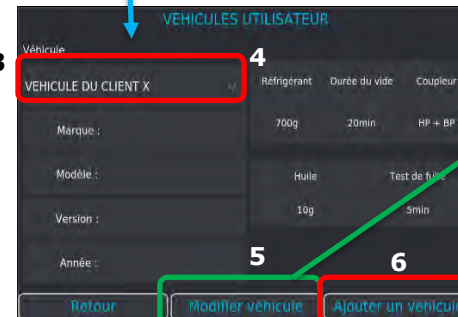 VEHICULES UTILISATEUR
Véhicule
4
VEHICULE DU CLIENT X
Réfrigérant Durée du vide Coupleur
700g 20min HP + BP
Marque :
Modèle :
Huile Test de fuite
10g 5min
Version :
Année :
5 6
Retour Modifier véhicule Ajouter un véhicule